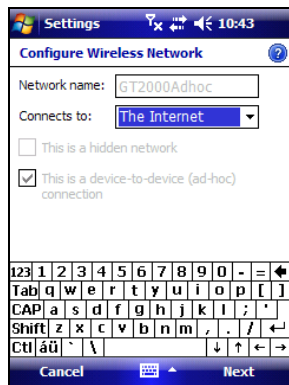 Settings 10:43
Configure Wireless Network ?
Network name: GT2000Adhoc
Connects to: The Internet
This is a hidden network
This is a device-to-device (ad-hoc)
connection
123 1 2 3 4 5 6 7 8 9 0 - =
Tab q w e r t y u i o p [ ]
CAP a s d f g h j k l ; '
Shift z x c v b n m , . /
Ctl áü ` \
Cancel Next